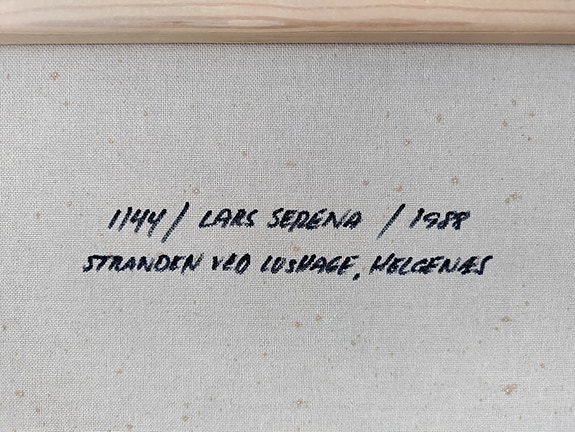 1144 / LARS SERENA / 1988
STRANDEN VED LUSHAGE, HELGENÆS